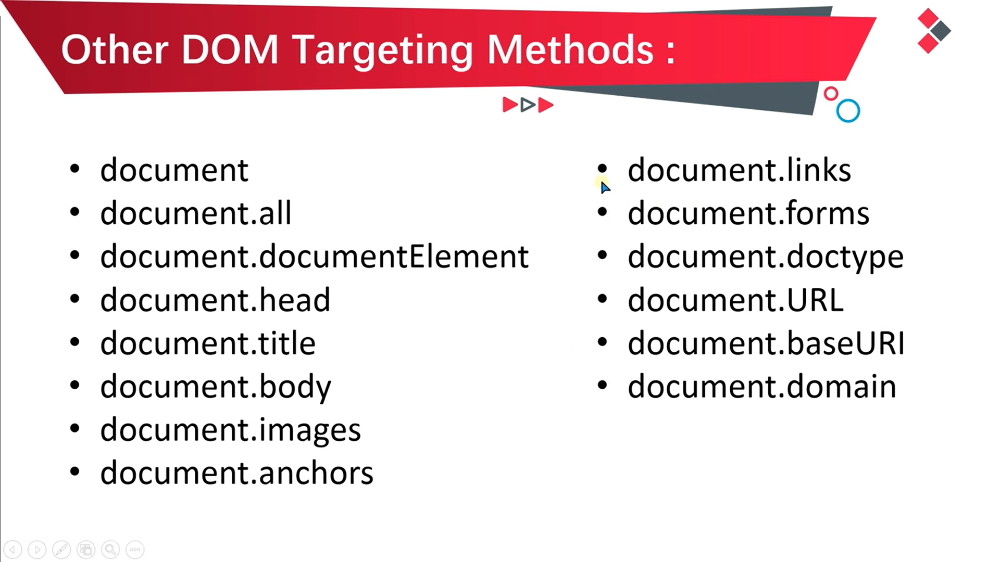 Other DOM Targeting Methods :
• document
• document.all
• document.documentElement
• document.head
• document.title
• document.body
• document.images
• document.anchors
• document.links
• document.forms
• document.doctype
• document.URL
• document.baseURI
• document.domain